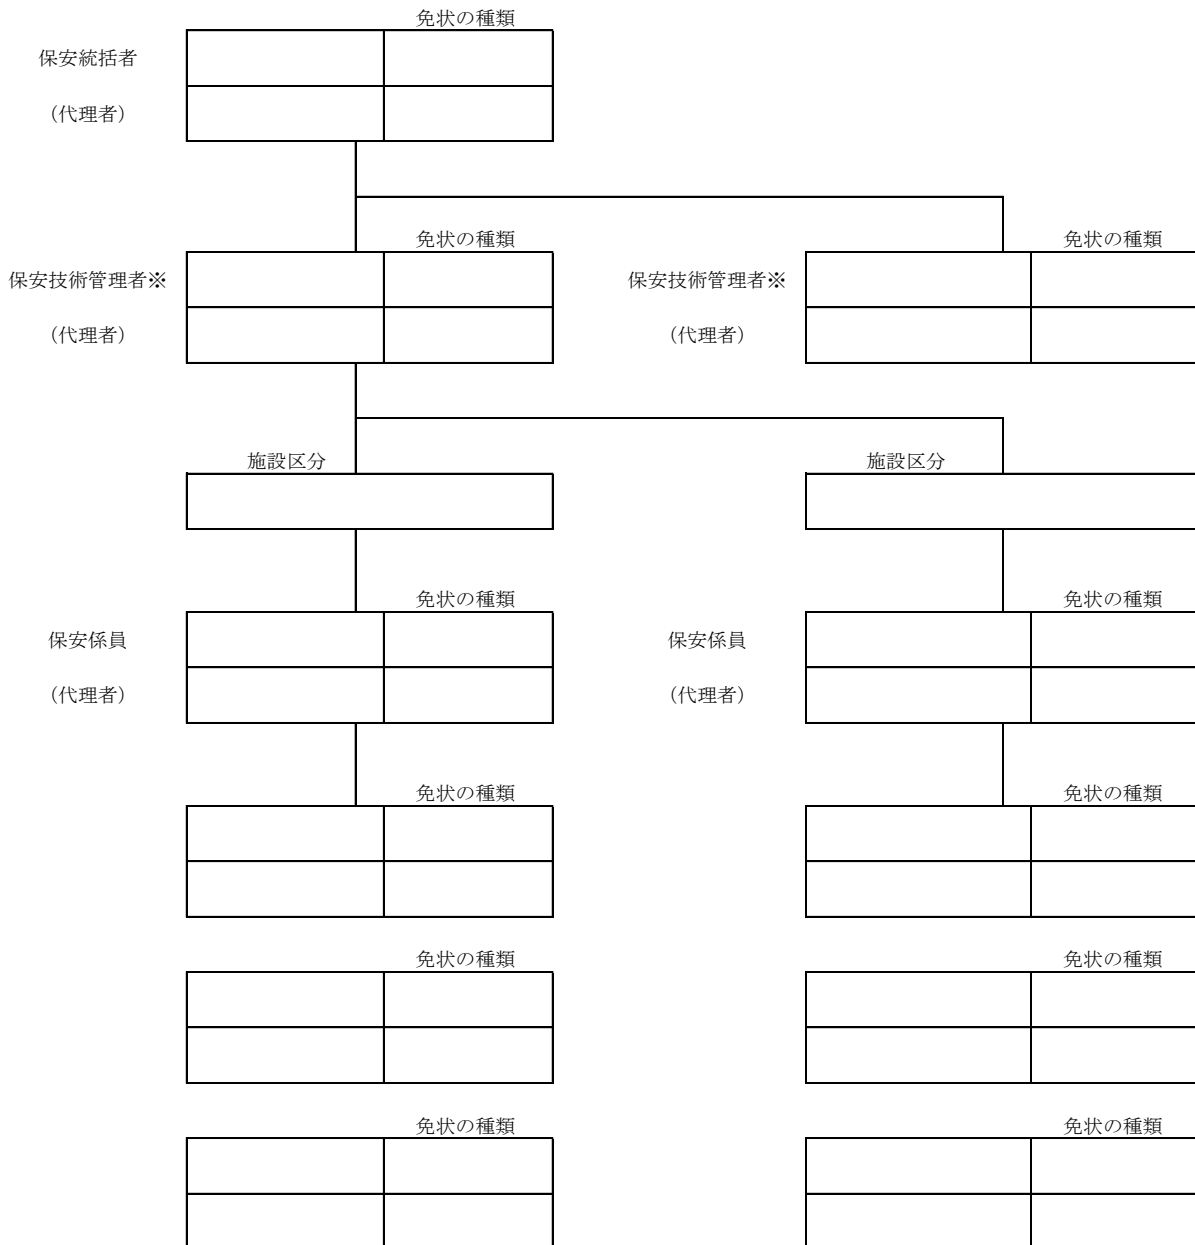 免状の種類
保安統括者
（代理者）
免状の種類 免状の種類
保安技術管理者※ 保安技術管理者※
（代理者） （代理者）
施設区分 施設区分
免状の種類 免状の種類
保安係員 保安係員
（代理者） （代理者）
免状の種類 免状の種類
免状の種類 免状の種類
免状の種類 免状の種類